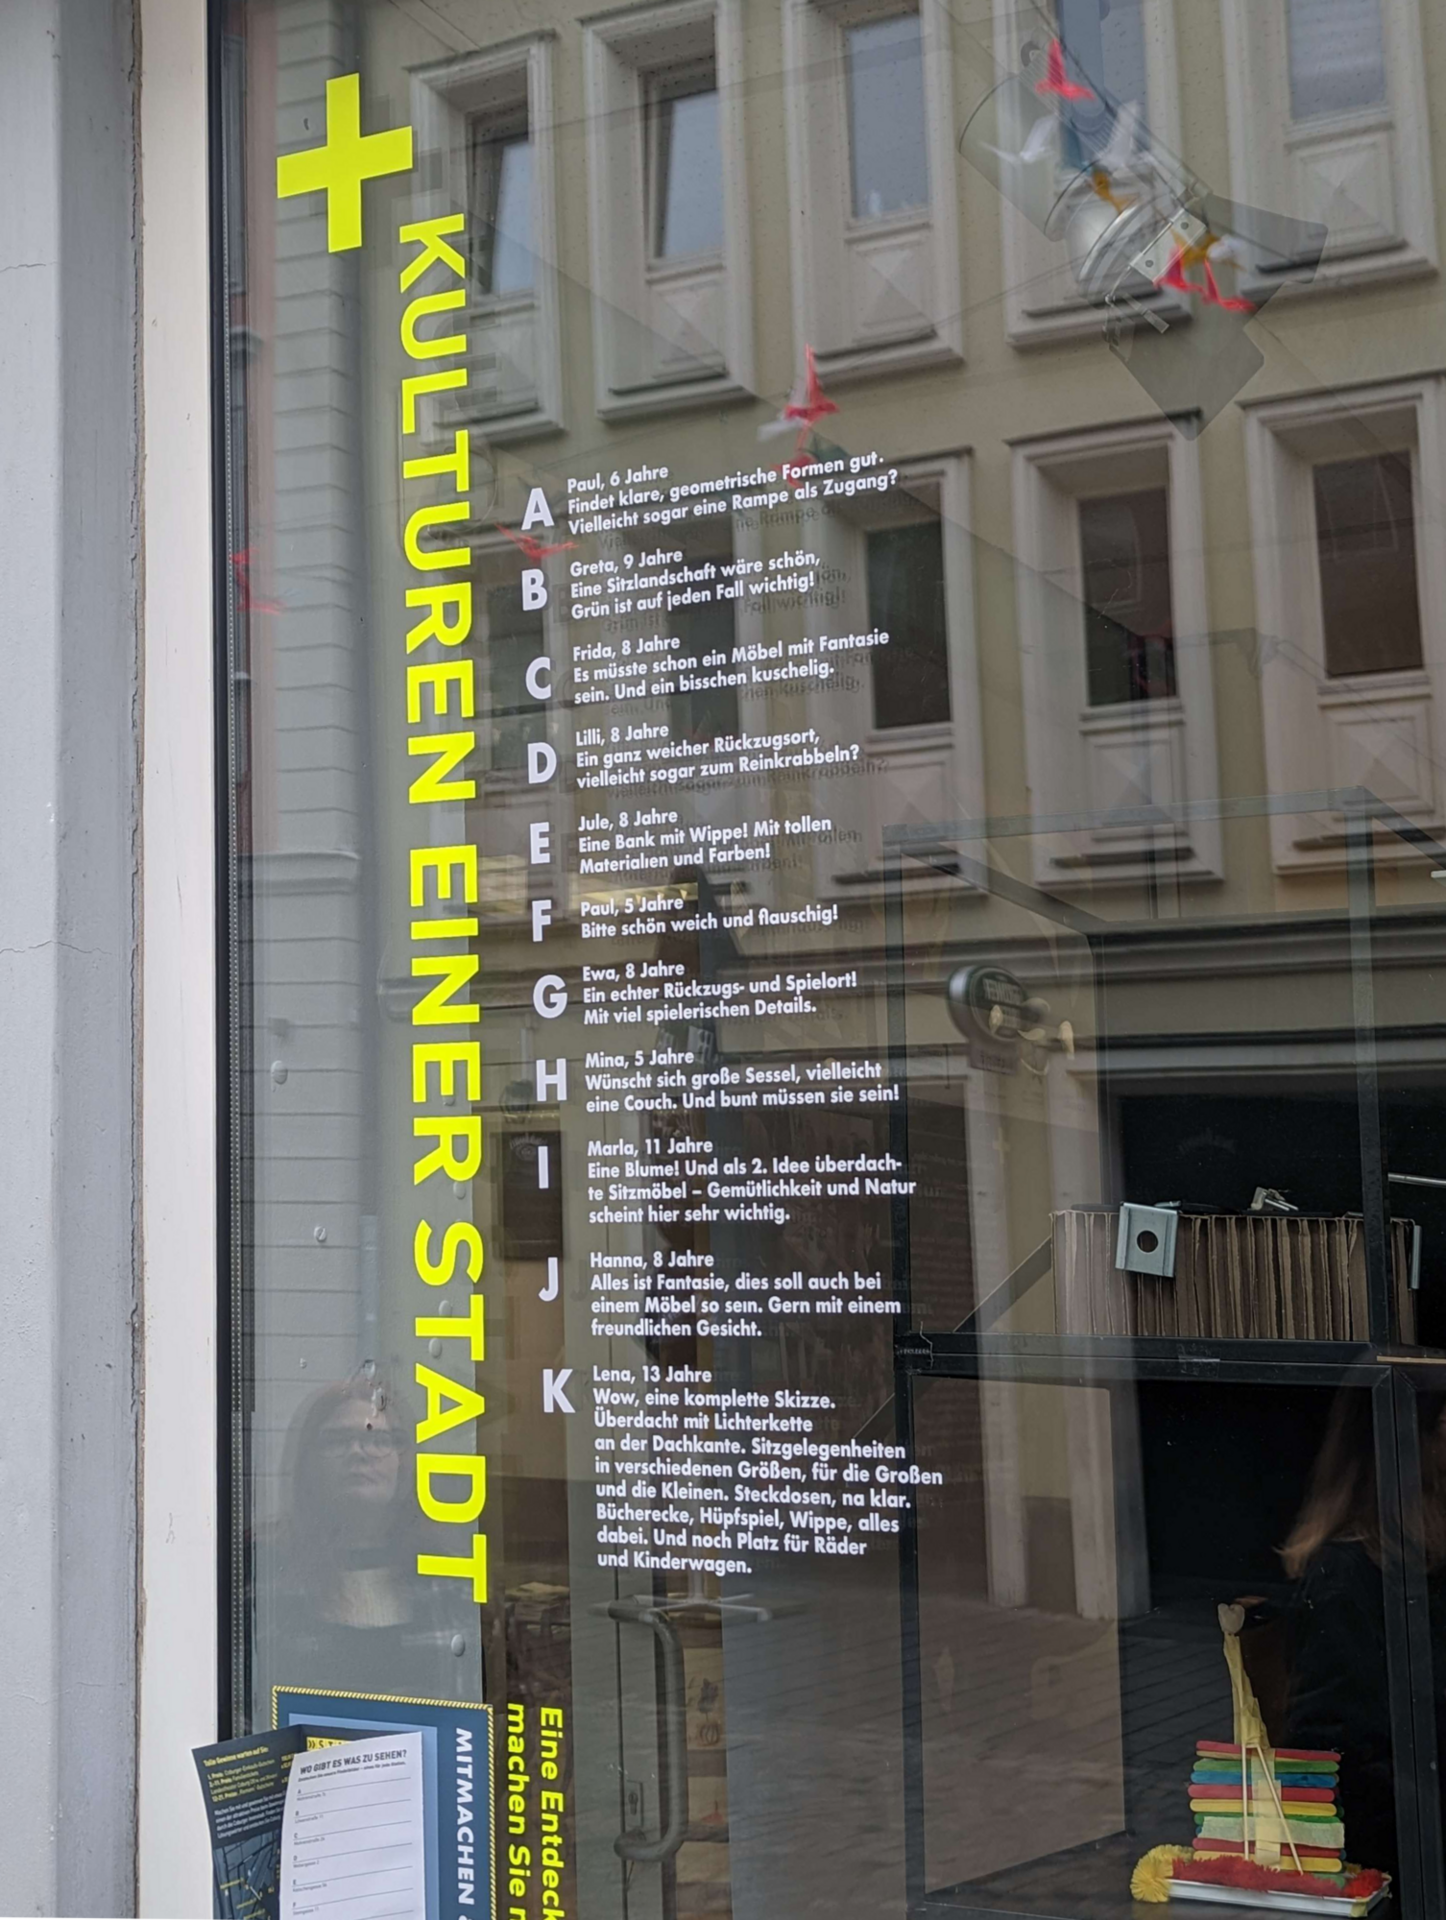 +
KULTUREN EINER STADT
A
Paul, 6 Jahre
Findet klare, geometrische Formen gut.
Vielleicht sogar eine Rampe als Zugang?
B
Greta, 9 Jahre
Eine Sitzlandschaft wäre schön,
Grün ist auf jeden Fall wichtig!
C
Frida, 8 Jahre
Es müsste schon ein Möbel mit Fantasie
sein. Und ein bisschen kuschelig.
D
Lilli, 8 Jahre
Ein ganz weicher Rückzugsort,
vielleicht sogar zum Reinkrabbeln?
E
Jule, 8 Jahre
Eine Bank mit Wippe! Mit tollen
Materialien und Farben!
F
Paul, 5 Jahre
Bitte schön weich und flauschig!
G
Ewa, 8 Jahre
Ein echter Rückzugs- und Spielort!
Mit viel spielerischen Details.
H
Mina, 5 Jahre
Wünscht sich große Sessel, vielleicht
eine Couch. Und bunt müssen sie sein!
I
Marla, 11 Jahre
Eine Blume! Und als 2. Idee überdach-
te Sitzmöbel – Gemütlichkeit und Natur
scheint hier sehr wichtig.
J
Hanna, 8 Jahre
Alles ist Fantasie, dies soll auch bei
einem Möbel so sein. Gern mit einem
freundlichen Gesicht.
K
Lena, 13 Jahre
Wow, eine komplette Skizze.
Überdacht mit Lichterkette
an der Dachkante. Sitzgelegenheiten
in verschiedenen Größen, für die Großen
und die Kleinen. Steckdosen, na klar.
Bücherecke, Hüpfspiel, Wippe, alles
dabei. Und noch Platz für Räder
und Kinderwagen.
Eine Entdeck
machen Sie
MITMACHEN
WO GIBT ES WAS ZU SEHEN?
Tolle Gewinne warten auf Sie: